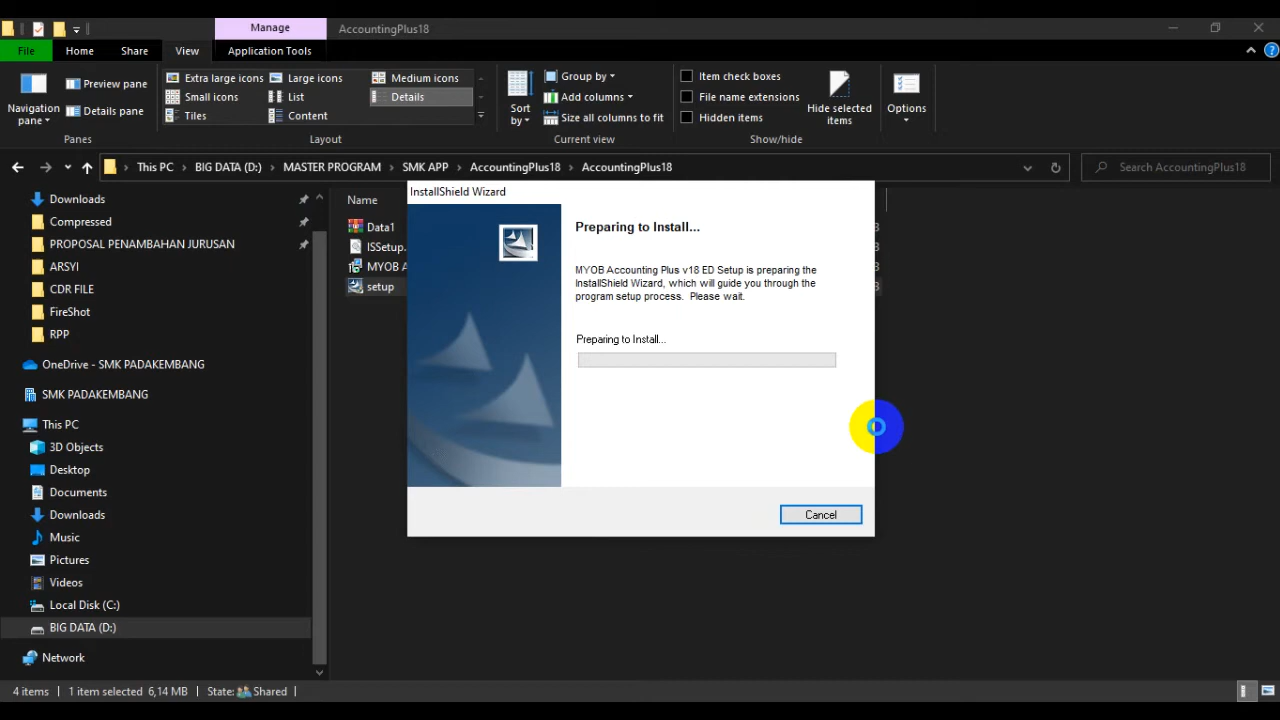 Manage
AccountingPlus18
File
Home
Share
View
Application Tools
Navigation pane
Preview pane
Details pane
Panes
Extra large icons
Large icons
Medium icons
Small icons
List
Details
Tiles
Content
Layout
Sort by
Group by
Add columns
Size all columns to fit
Current view
Item check boxes
File name extensions
Hidden items
Hide selected items
Show/hide
Options
This PC
BIG DATA (D:)
MASTER PROGRAM
SMK APP
AccountingPlus18
AccountingPlus18
Search AccountingPlus18
Downloads
Compressed
PROPOSAL PENAMBAHAN JURUSAN
ARSYI
CDR FILE
FireShot
RPP
OneDrive - SMK PADAKEMBANG
SMK PADAKEMBANG
This PC
3D Objects
Desktop
Documents
Downloads
Music
Pictures
Videos
Local Disk (C:)
BIG DATA (D:)
Network
Name
Data1
ISSetup.
MYOB A
setup
InstallShield Wizard
Preparing to Install...
MYOB Accounting Plus v18 ED Setup is preparing the
InstallShield Wizard, which will guide you through the
program setup process. Please wait.
Preparing to Install...
Cancel
4 items
1 item selected 6,14 MB
State: Shared